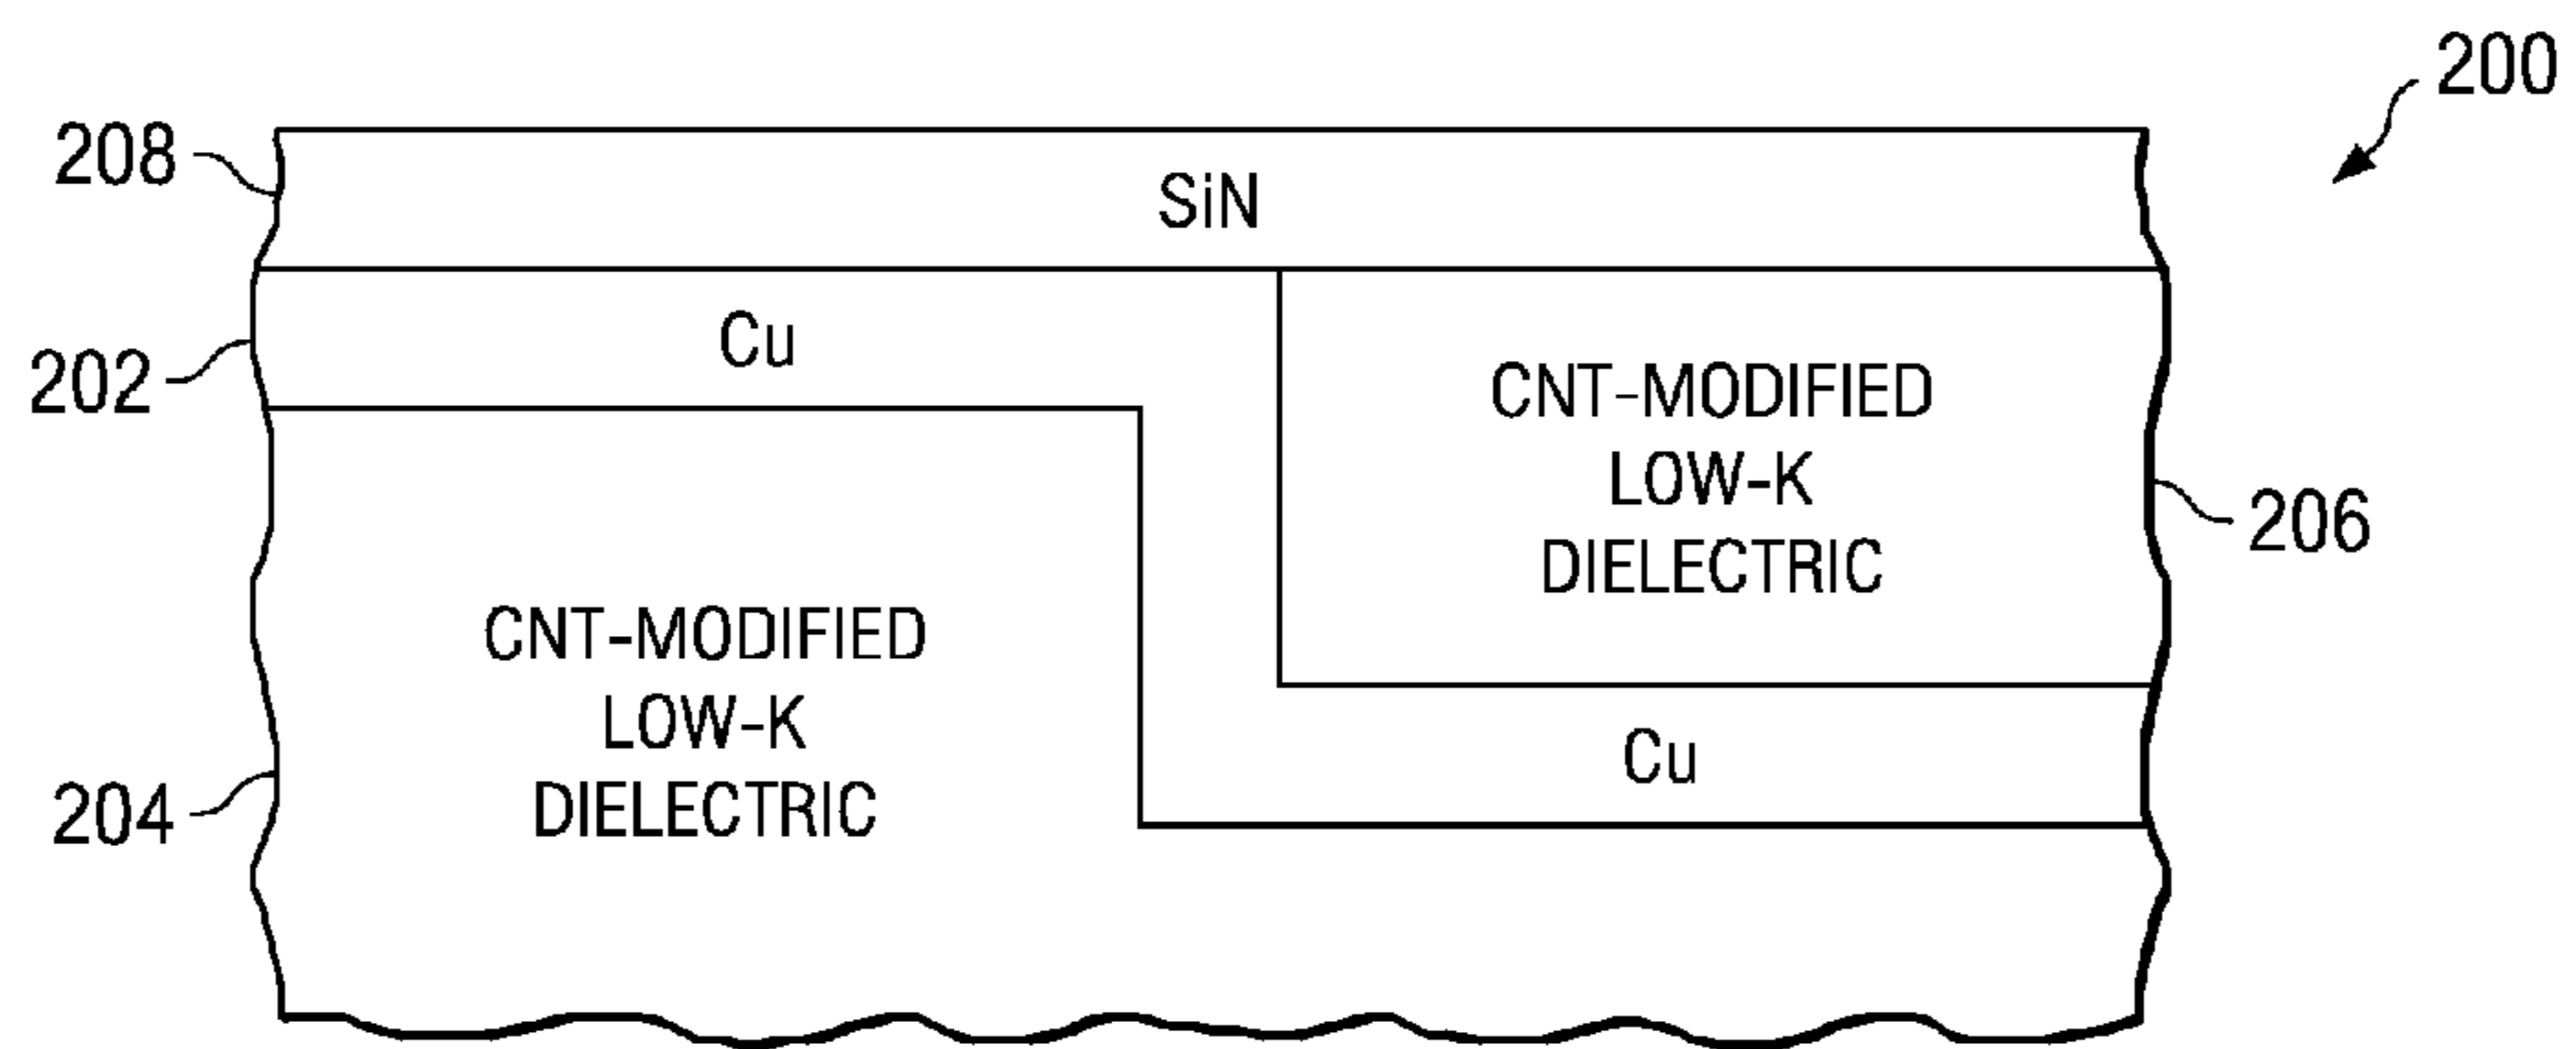 200
208
SiN
202
Cu
CNT-MODIFIED
LOW-K
DIELECTRIC
206
CNT-MODIFIED
LOW-K
DIELECTRIC
204
Cu